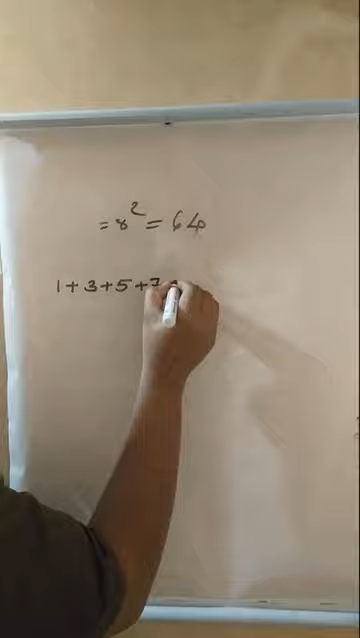 = 8² = 64
1 + 3 + 5 + 7